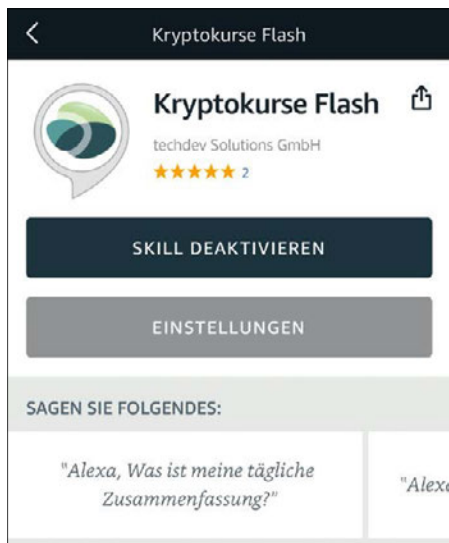 Kryptokurse Flash
Kryptokurse Flash
techdev Solutions GmbH
2
SKILL DEAKTIVIEREN
EINSTELLUNGEN
SAGEN SIE FOLGENDES:
"Alexa, Was ist meine tägliche
Zusammenfassung?"
"Alexa